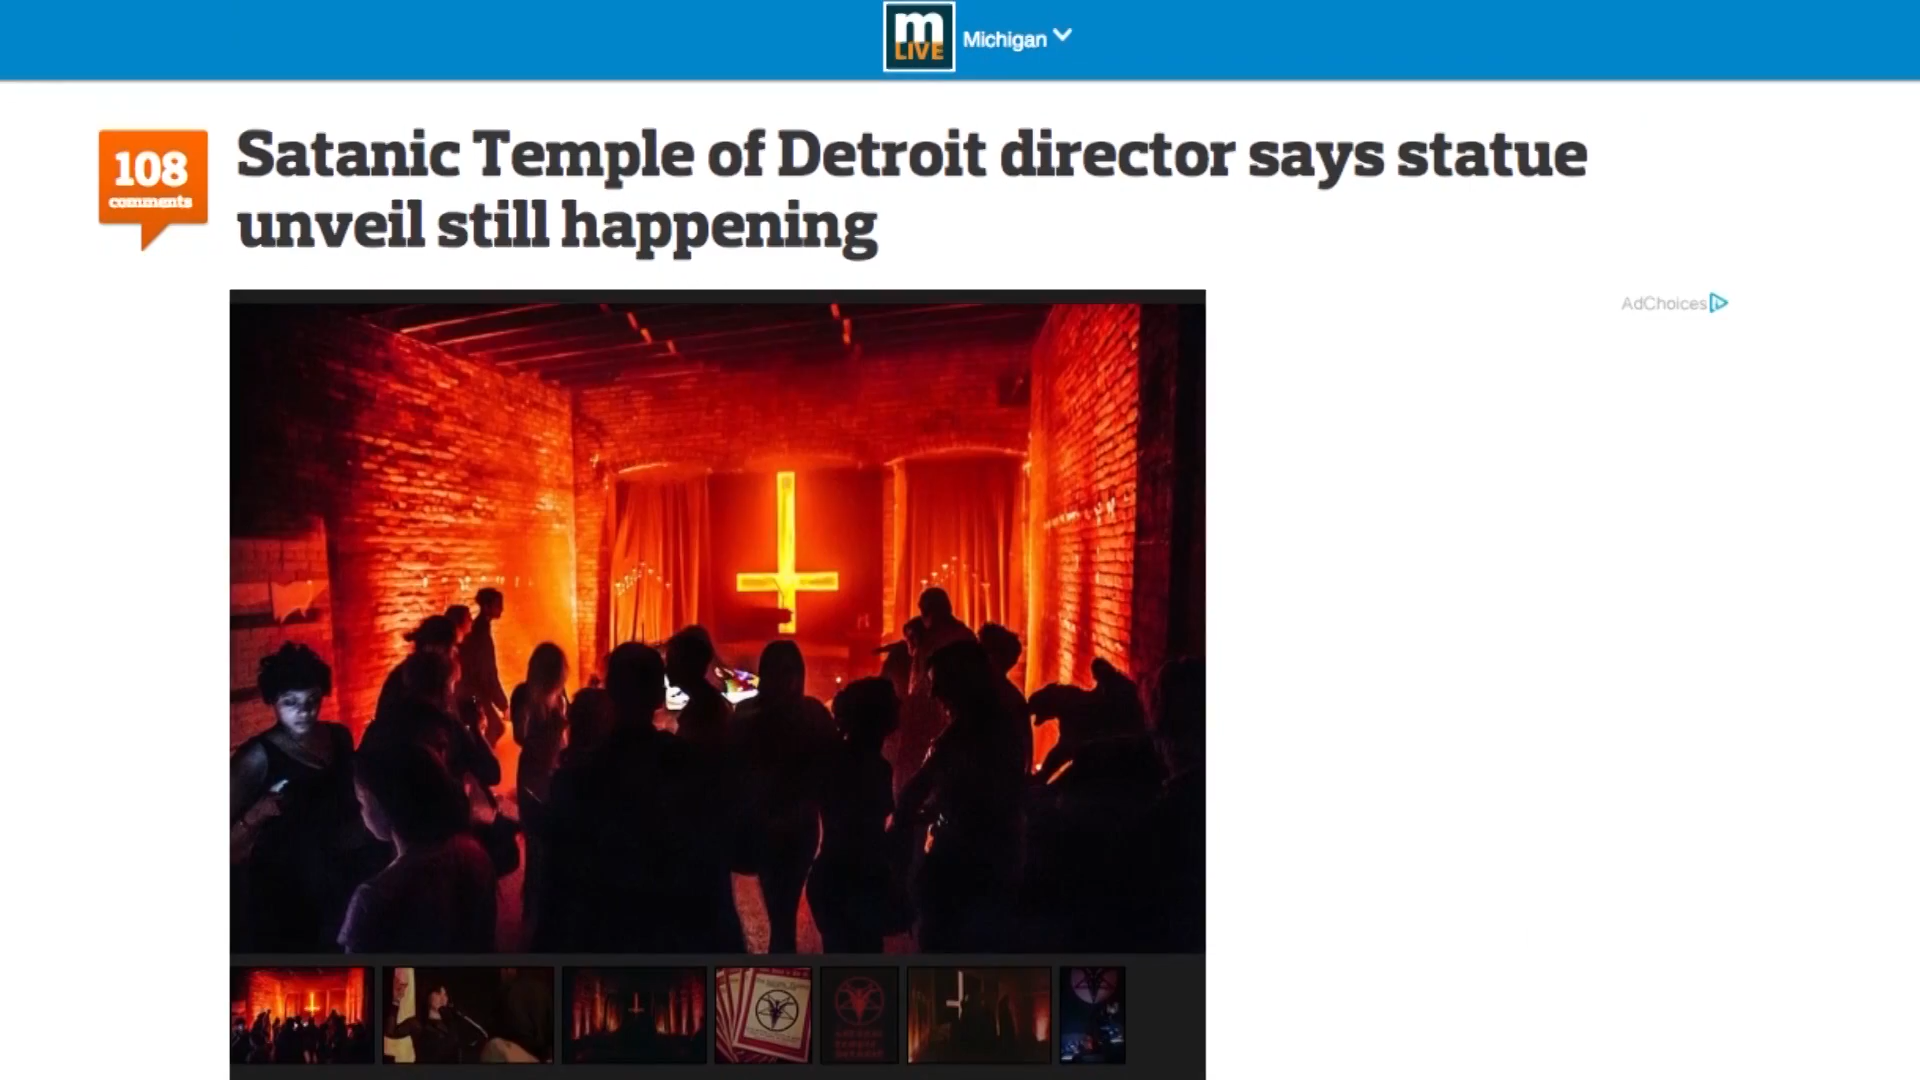 m
LIVE
Michigan
108
comments
Satanic Temple of Detroit director says statue
unveil still happening
AdChoices